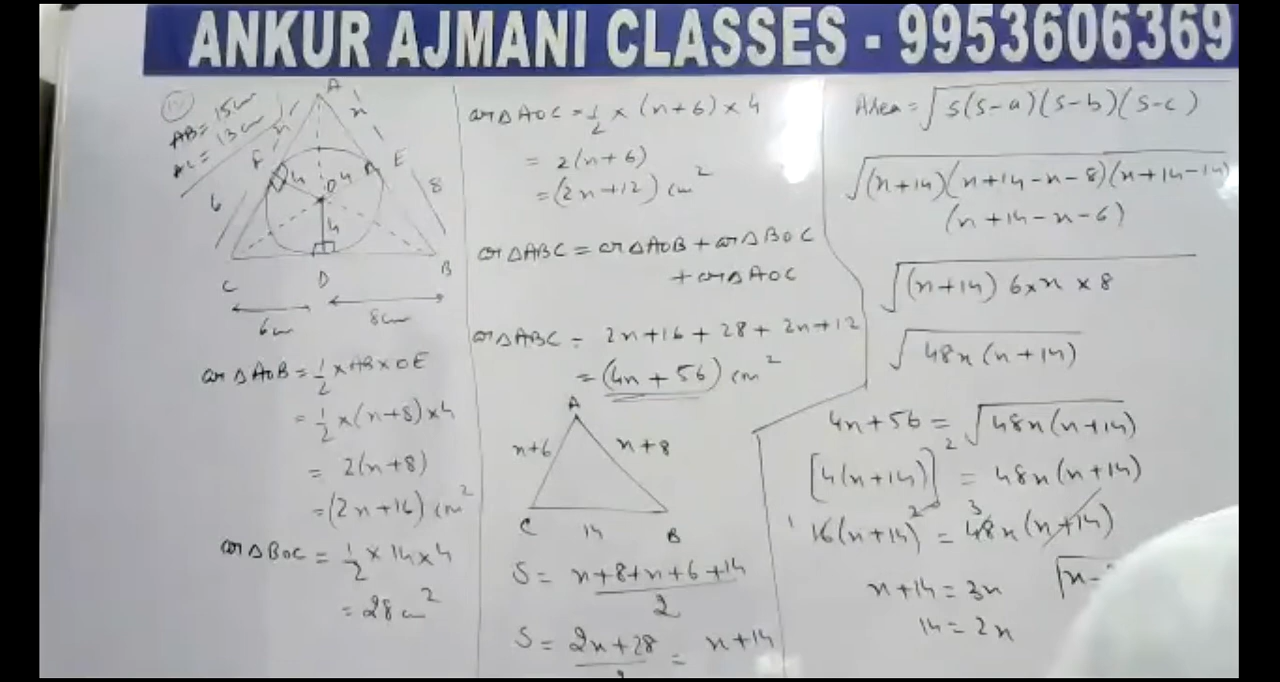 ANKUR AJMANI CLASSES - 9953606369
AB = 15cm
AC = 13cm
A
x
x
F
E
4
O
4
6
8
4
C
D
B
6cm
8cm
ar △AOB = 1/2 × AB × OE
= 1/2 × (x+8) × 4
= 2(x+8)
= (2x+16) cm²
ar △BOC = 1/2 × 14 × 4
= 28 cm²
ar △AOC = 1/2 × (x+6) × 4
= 2(x+6)
= (2x+12) cm²
ar △ABC = ar △AOB + ar △BOC
+ ar △AOC
ar △ABC = 2x+16 + 28 + 2x+12
= (4x + 56) cm²
A
x+6
x+8
C
14
B
S = x+8+x+6+14 / 2
S = 2x+28 / 2 = x+14
Area = √s(s-a)(s-b)(s-c)
√(x+14)(x+14-x-8)(x+14-14)
(x+14-x-6)
√(x+14) 6×x × 8
√48x(x+14)
4x+56 = √48x(x+14)
[4(x+14)]² = 48x(x+14)
16(x+14)² = 48x(x+14)
3
x+14 = 3x
14 = 2x